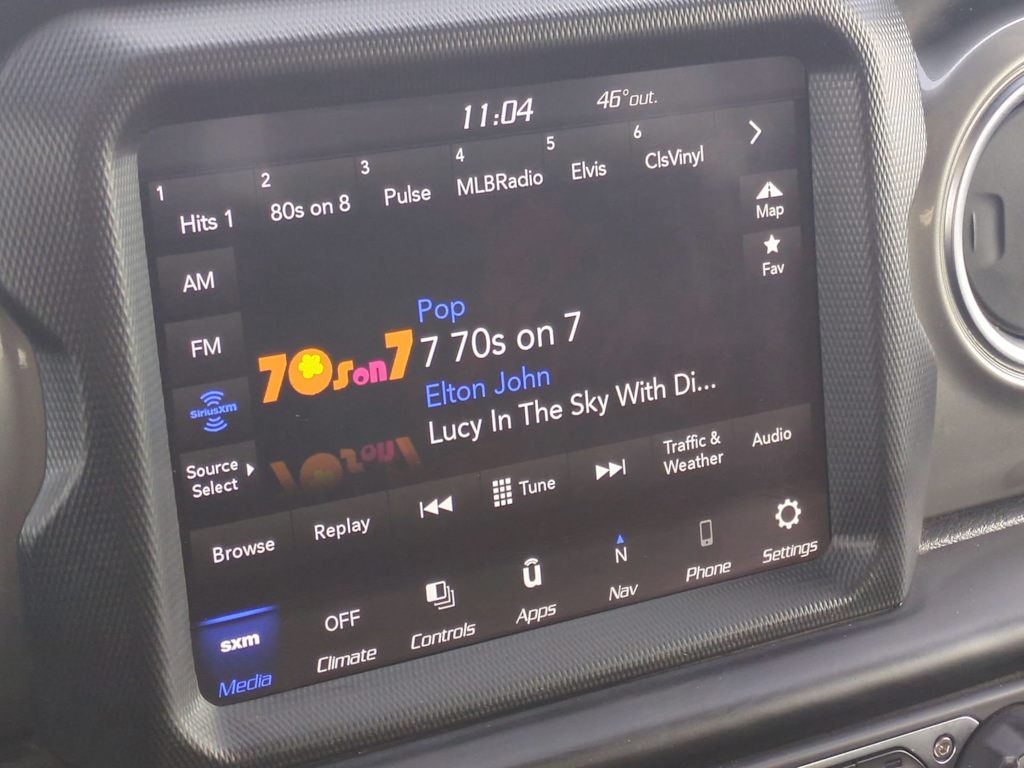 11:04 46°out.
1 Hits 1
2 80s on 8
3 Pulse
4 MLBRadio
5 Elvis
6 ClsVinyl
Map
Fav
AM
FM
SiriusXM
Source
Select
70s on 7
Pop
7 70s on 7
Elton John
Lucy In The Sky With Di...
Browse
Replay
Tune
Traffic &
Weather
Audio
sxm
Media
OFF
Climate
Controls
Apps
N
Nav
Phone
Settings